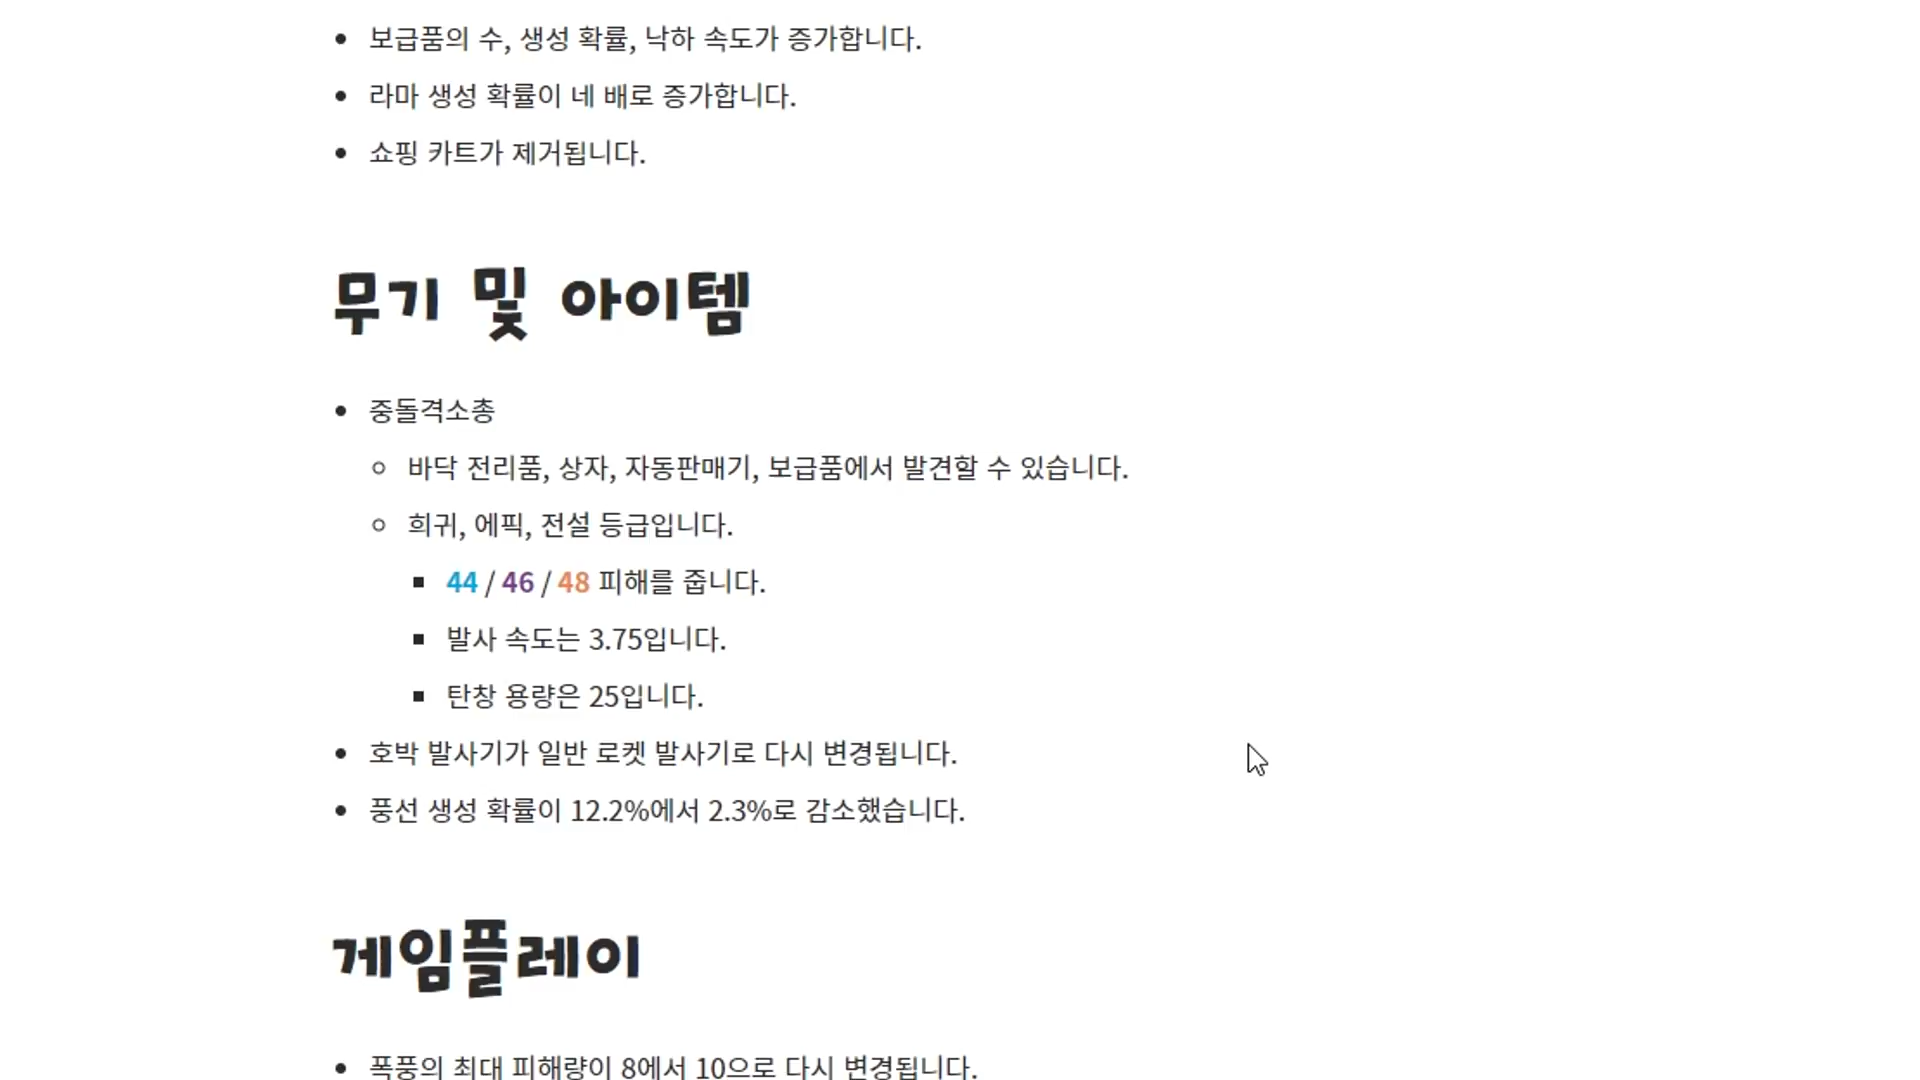 보급품의 수, 생성 확률, 낙하 속도가 증가합니다.
라마 생성 확률이 네 배로 증가합니다.
쇼핑 카트가 제거됩니다.
무기 및 아이템
중돌격소총
바닥 전리품, 상자, 자동판매기, 보급품에서 발견할 수 있습니다.
희귀, 에픽, 전설 등급입니다.
44 / 46 / 48 피해를 줍니다.
발사 속도는 3.75입니다.
탄창 용량은 25입니다.
호박 발사기가 일반 로켓 발사기로 다시 변경됩니다.
풍선 생성 확률이 12.2%에서 2.3%로 감소했습니다.
게임플레이
폭풍의 최대 피해량이 8에서 10으로 다시 변경됩니다.